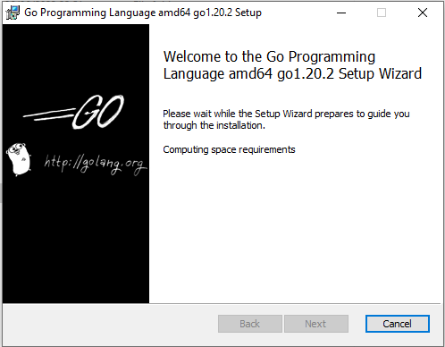 Go Programming Language amd64 go1.20.2 Setup
Welcome to the Go Programming
Language amd64 go1.20.2 Setup Wizard
GO
Please wait while the Setup Wizard prepares to guide you
through the installation.
http://golang.org
Computing space requirements
Back
Next
Cancel